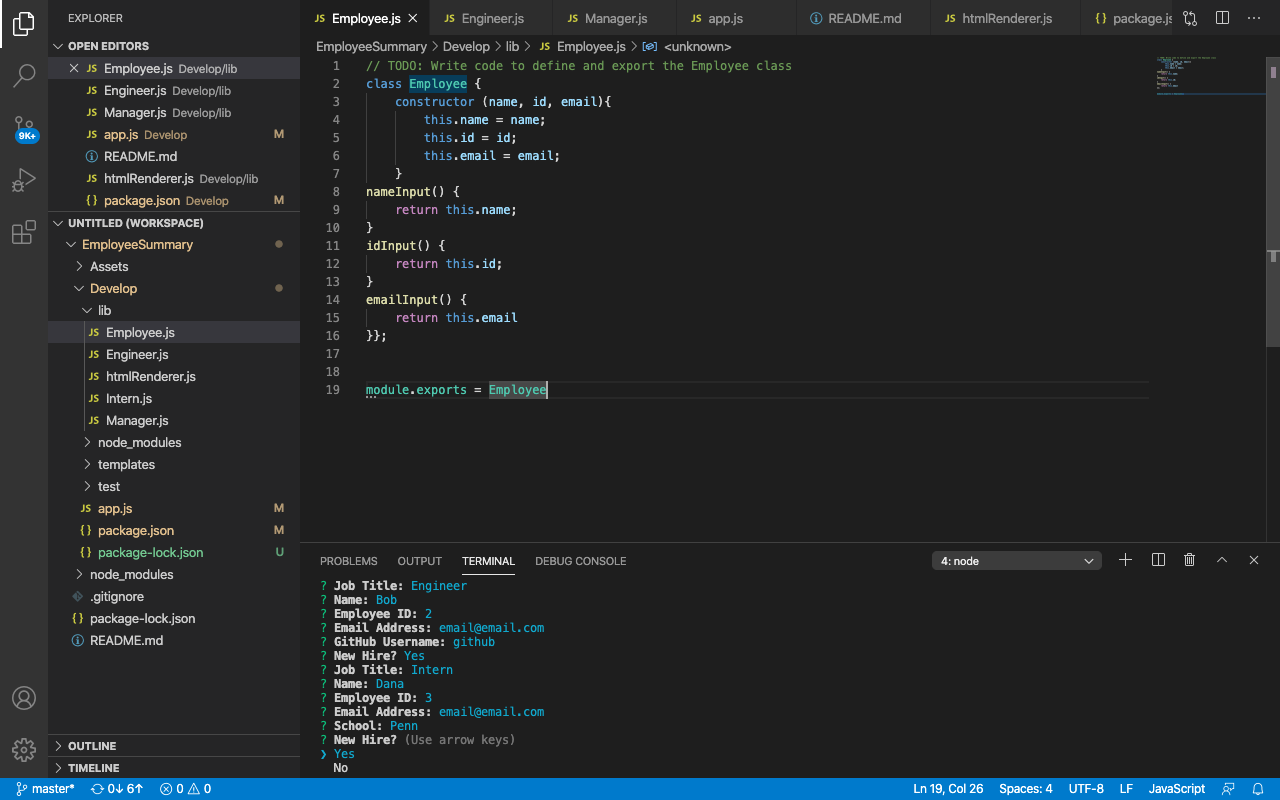 EXPLORER
OPEN EDITORS
JS Employee.js Develop/lib
JS Engineer.js Develop/lib
JS Manager.js Develop/lib
JS app.js Develop M
README.md
JS htmlRenderer.js Develop/lib
{} package.json Develop M
9K+
UNTITLED (WORKSPACE)
EmployeeSummary
Assets
Develop
lib
JS Employee.js
JS Engineer.js
JS htmlRenderer.js
JS Intern.js
JS Manager.js
node_modules
templates
test
JS app.js M
{} package.json M
{} package-lock.json U
node_modules
.gitignore
{} package-lock.json
README.md
OUTLINE
TIMELINE
JS Employee.js JS Engineer.js JS Manager.js JS app.js README.md JS htmlRenderer.js {} package.js
EmployeeSummary > Develop > lib > JS Employee.js > <unknown>
1 // TODO: Write code to define and export the Employee class
2 class Employee {
3 constructor (name, id, email){
4 this.name = name;
5 this.id = id;
6 this.email = email;
7 }
8 nameInput() {
9 return this.name;
10 }
11 idInput() {
12 return this.id;
13 }
14 emailInput() {
15 return this.email
16 }};
17
18
19 module.exports = Employee
PROBLEMS OUTPUT TERMINAL DEBUG CONSOLE 4: node
? Job Title: Engineer
? Name: Bob
? Employee ID: 2
? Email Address: email@email.com
? GitHub Username: github
? New Hire? Yes
? Job Title: Intern
? Name: Dana
? Employee ID: 3
? Email Address: email@email.com
? School: Penn
? New Hire? (Use arrow keys)
❯ Yes
No
master* 0↓ 6↑ 0 0 Ln 19, Col 26 Spaces: 4 UTF-8 LF JavaScript